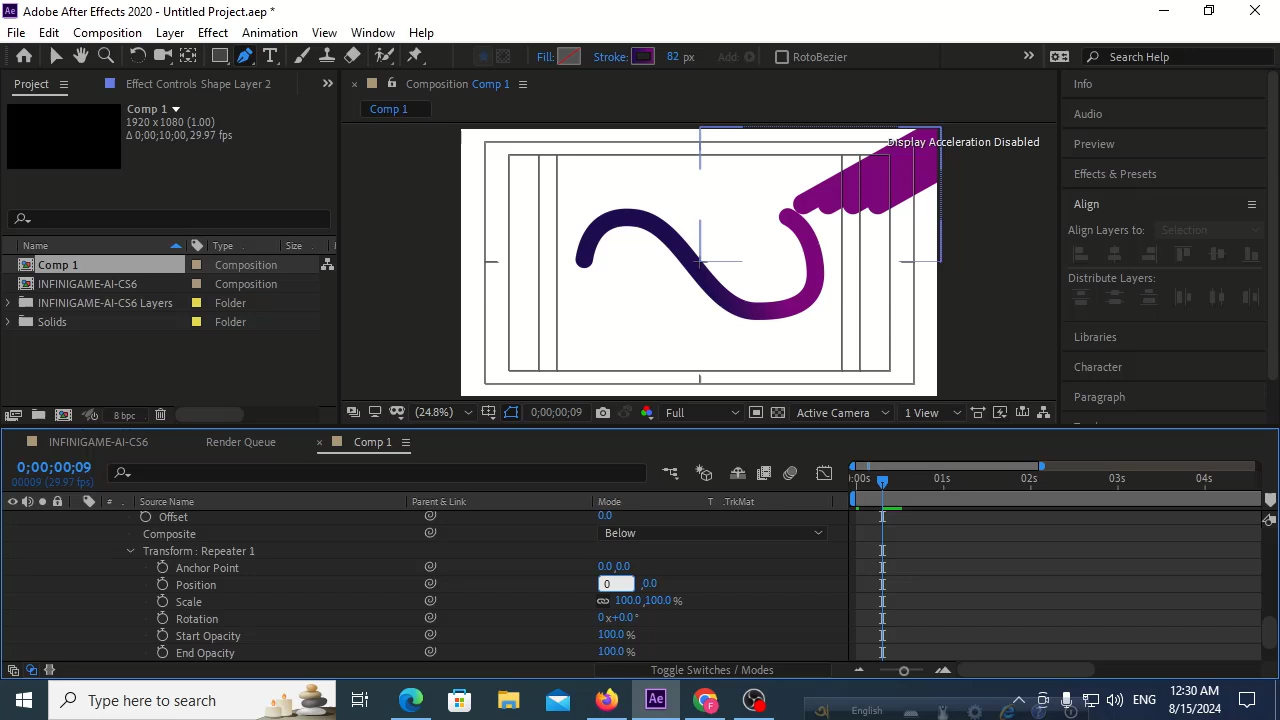 Adobe After Effects 2020 - Untitled Project.aep *
File Edit Composition Layer Effect Animation View Window Help
Fill: Stroke: 82 px Add: RotoBezier Search Help
Project Effect Controls Shape Layer 2 Composition Comp 1 Info
Comp 1
Comp 1
1920 x 1080 (1.00)
Δ 0;00;10;00, 29.97 fps
Audio
Display Acceleration Disabled
Preview
Effects & Presets
Align
Align Layers to: Selection
Name Type Size
Comp 1 Composition
Distribute Layers:
INFINIGAME-AI-CS6 Composition
INFINIGAME-AI-CS6 Layers Folder
Solids Folder
Libraries
Character
Paragraph
8 bpc (24.8%) 0;00;00;09 Full Active Camera 1 View
INFINIGAME-AI-CS6 Render Queue Comp 1
0;00;00;09
00009 (29.97 fps)
:00s 01s 02s 03s 04s
# Source Name Parent & Link Mode T .TrkMat
Offset 0.0
Composite Below
Transform : Repeater 1
Anchor Point 0.0,0.0
Position 0 ,0.0
Scale 100.0,100.0 %
Rotation 0 x+0.0 °
Start Opacity 100.0 %
End Opacity 100.0 %
Toggle Switches / Modes
Type here to search
ENG
12:30 AM
8/15/2024
English